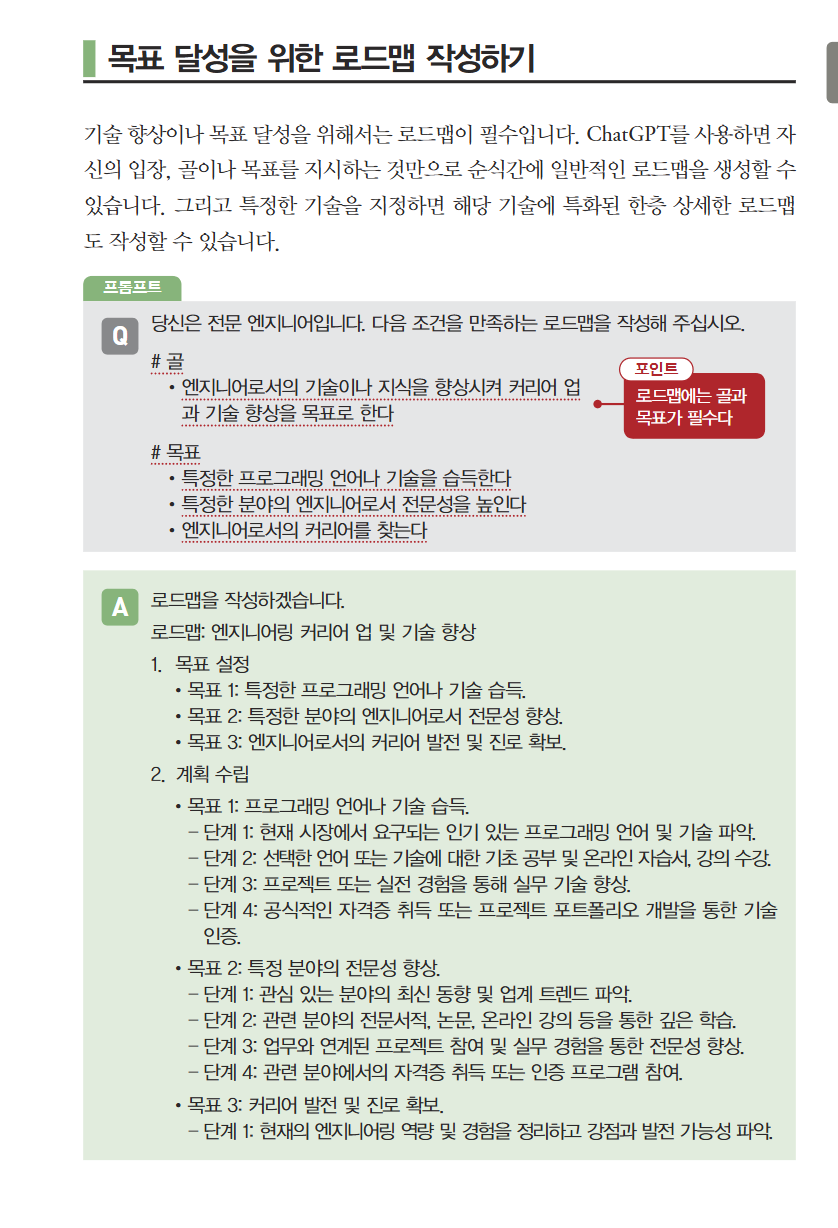 목표 달성을 위한 로드맵 작성하기
기술 향상이나 목표 달성을 위해서는 로드맵이 필수입니다. ChatGPT를 사용하면 자
신의 입장, 골이나 목표를 지시하는 것만으로 순식간에 일반적인 로드맵을 생성할 수
있습니다. 그리고 특정한 기술을 지정하면 해당 기술에 특화된 한층 상세한 로드맵
도 작성할 수 있습니다.
프롬프트
Q 당신은 전문 엔지니어입니다. 다음 조건을 만족하는 로드맵을 작성해 주십시오.
# 골
• 엔지니어로서의 기술이나 지식을 향상시켜 커리어 업
과 기술 향상을 목표로 한다
포인트
로드맵에는 골과
목표가 필수다
# 목표
• 특정한 프로그래밍 언어나 기술을 습득한다
• 특정한 분야의 엔지니어로서 전문성을 높인다
• 엔지니어로서의 커리어를 찾는다
A 로드맵을 작성하겠습니다.
로드맵: 엔지니어링 커리어 업 및 기술 향상
1. 목표 설정
• 목표 1: 특정한 프로그래밍 언어나 기술 습득.
• 목표 2: 특정한 분야의 엔지니어로서 전문성 향상.
• 목표 3: 엔지니어로서의 커리어 발전 및 진로 확보.
2. 계획 수립
• 목표 1: 프로그래밍 언어나 기술 습득.
– 단계 1: 현재 시장에서 요구되는 인기 있는 프로그래밍 언어 및 기술 파악.
– 단계 2: 선택한 언어 또는 기술에 대한 기초 공부 및 온라인 자습서, 강의 수강.
– 단계 3: 프로젝트 또는 실전 경험을 통해 실무 기술 향상.
– 단계 4: 공식적인 자격증 취득 또는 프로젝트 포트폴리오 개발을 통한 기술
인증.
• 목표 2: 특정 분야의 전문성 향상.
– 단계 1: 관심 있는 분야의 최신 동향 및 업계 트렌드 파악.
– 단계 2: 관련 분야의 전문서적, 논문, 온라인 강의 등을 통한 깊은 학습.
– 단계 3: 업무와 연계된 프로젝트 참여 및 실무 경험을 통한 전문성 향상.
– 단계 4: 관련 분야에서의 자격증 취득 또는 인증 프로그램 참여.
• 목표 3: 커리어 발전 및 진로 확보.
– 단계 1: 현재의 엔지니어링 역량 및 경험을 정리하고 강점과 발전 가능성 파악.